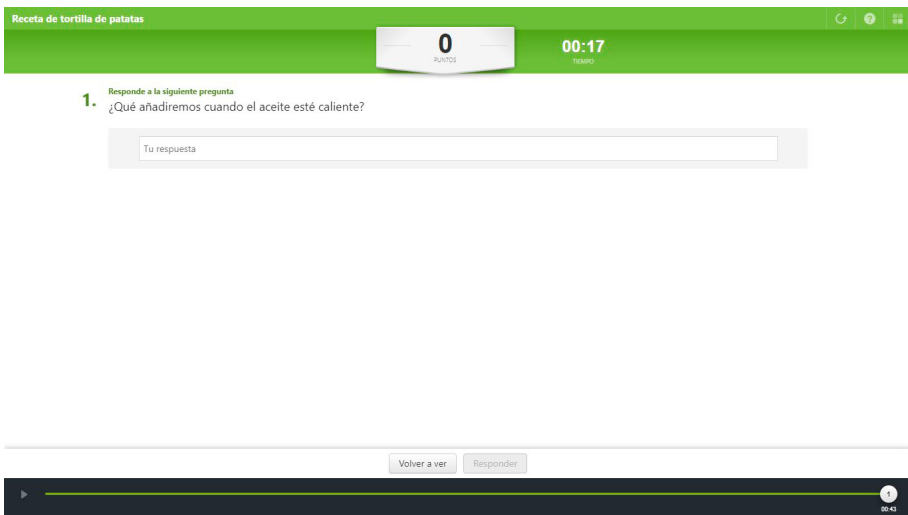 Receta de tortilla de patatas
0
PUNTOS
00:17
TIEMPO
1.
Responde a la siguiente pregunta
¿Qué añadiremos cuando el aceite esté caliente?
Tu respuesta
Volver a ver
Responder
1
00:43